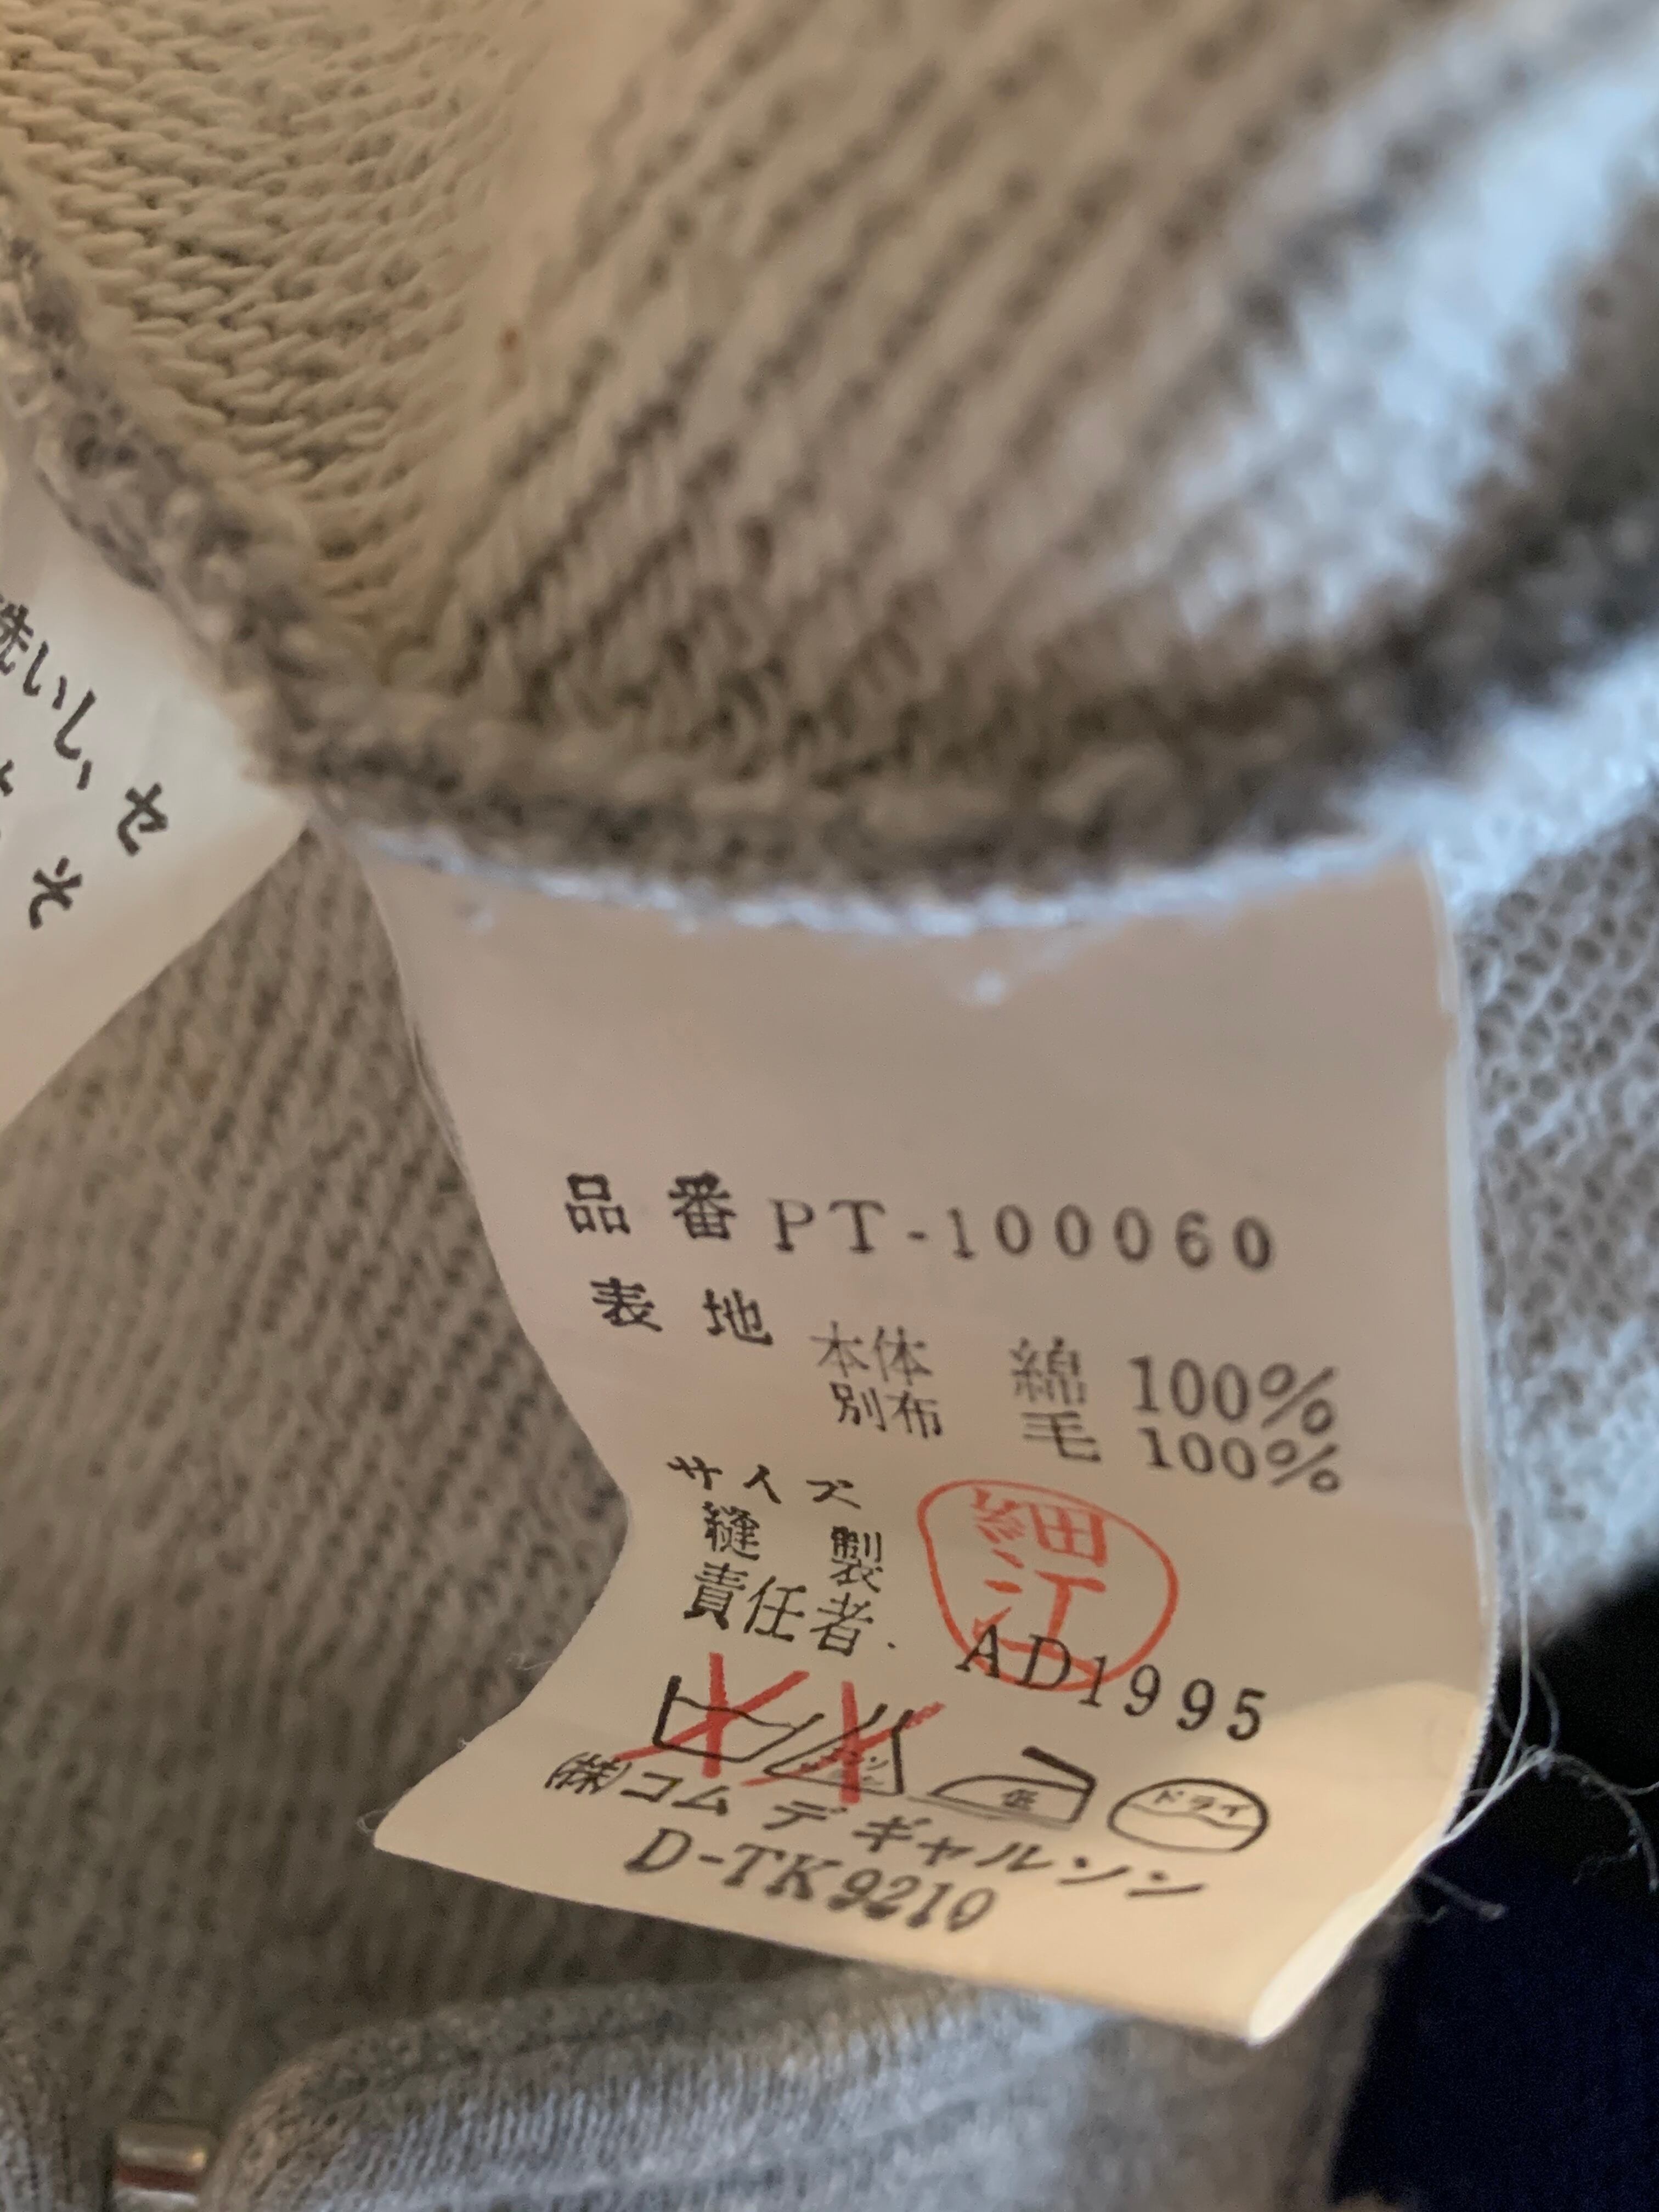 洗いし、セ
品番 PT-100060
表地 本体 綿 100%
別布 毛 100%
サイズ
縫製
責任者
細江
AD1995
低
ドライ
㈱コム デ ギャルソン
D-TK9210